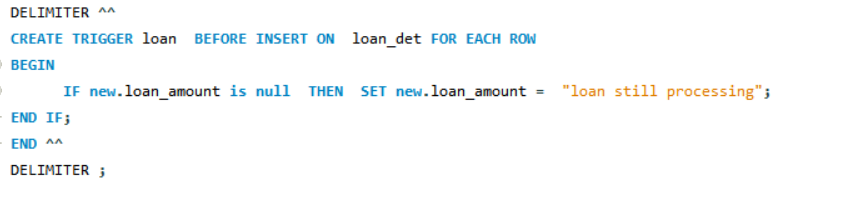 DELIMITER ^^
CREATE TRIGGER loan  BEFORE INSERT ON  loan_det FOR EACH ROW
BEGIN
      IF new.loan_amount is null  THEN  SET new.loan_amount =  "loan still processing";
END IF;
END ^^
DELIMITER ;